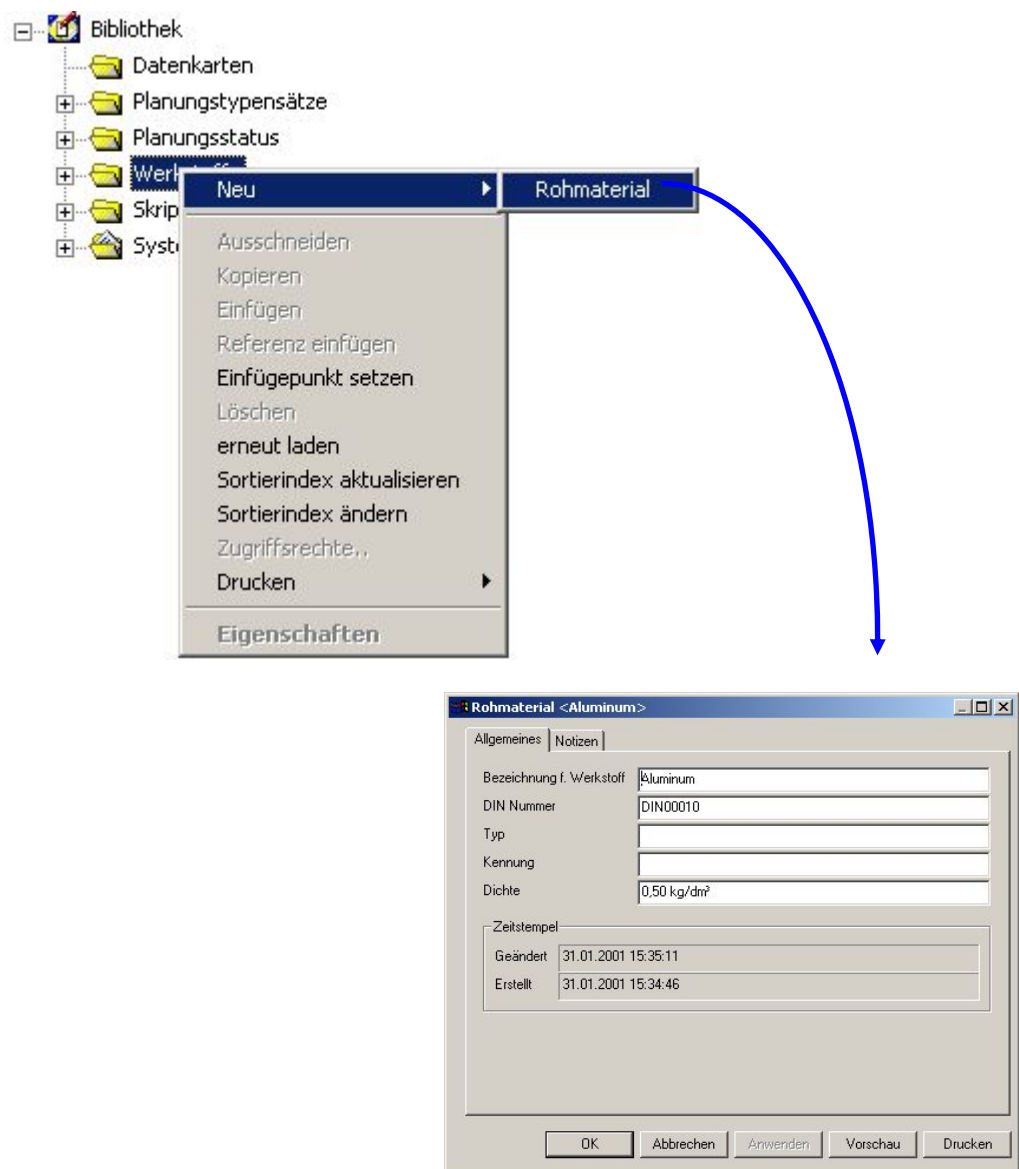 Bibliothek
Datenkarten
Planungstypensätze
Planungsstatus
Neu
Rohmaterial
Ausschneiden
Kopieren
Einfügen
Referenz einfügen
Einfügepunkt setzen
Löschen
erneut laden
Sortierindex aktualisieren
Sortierindex ändern
Zugriffsrechte..
Drucken
Eigenschaften
Rohmaterial <Aluminum>
Allgemeines Notizen
Bezeichnung f. Werkstoff Aluminum
DIN Nummer DIN00010
Typ
Kennung
Dichte 0,50 kg/dm³
Zeitstempel
Geändert 31.01.2001 15:35:11
Erstellt 31.01.2001 15:34:46
OK Abbrechen Anwenden Vorschau Drucken